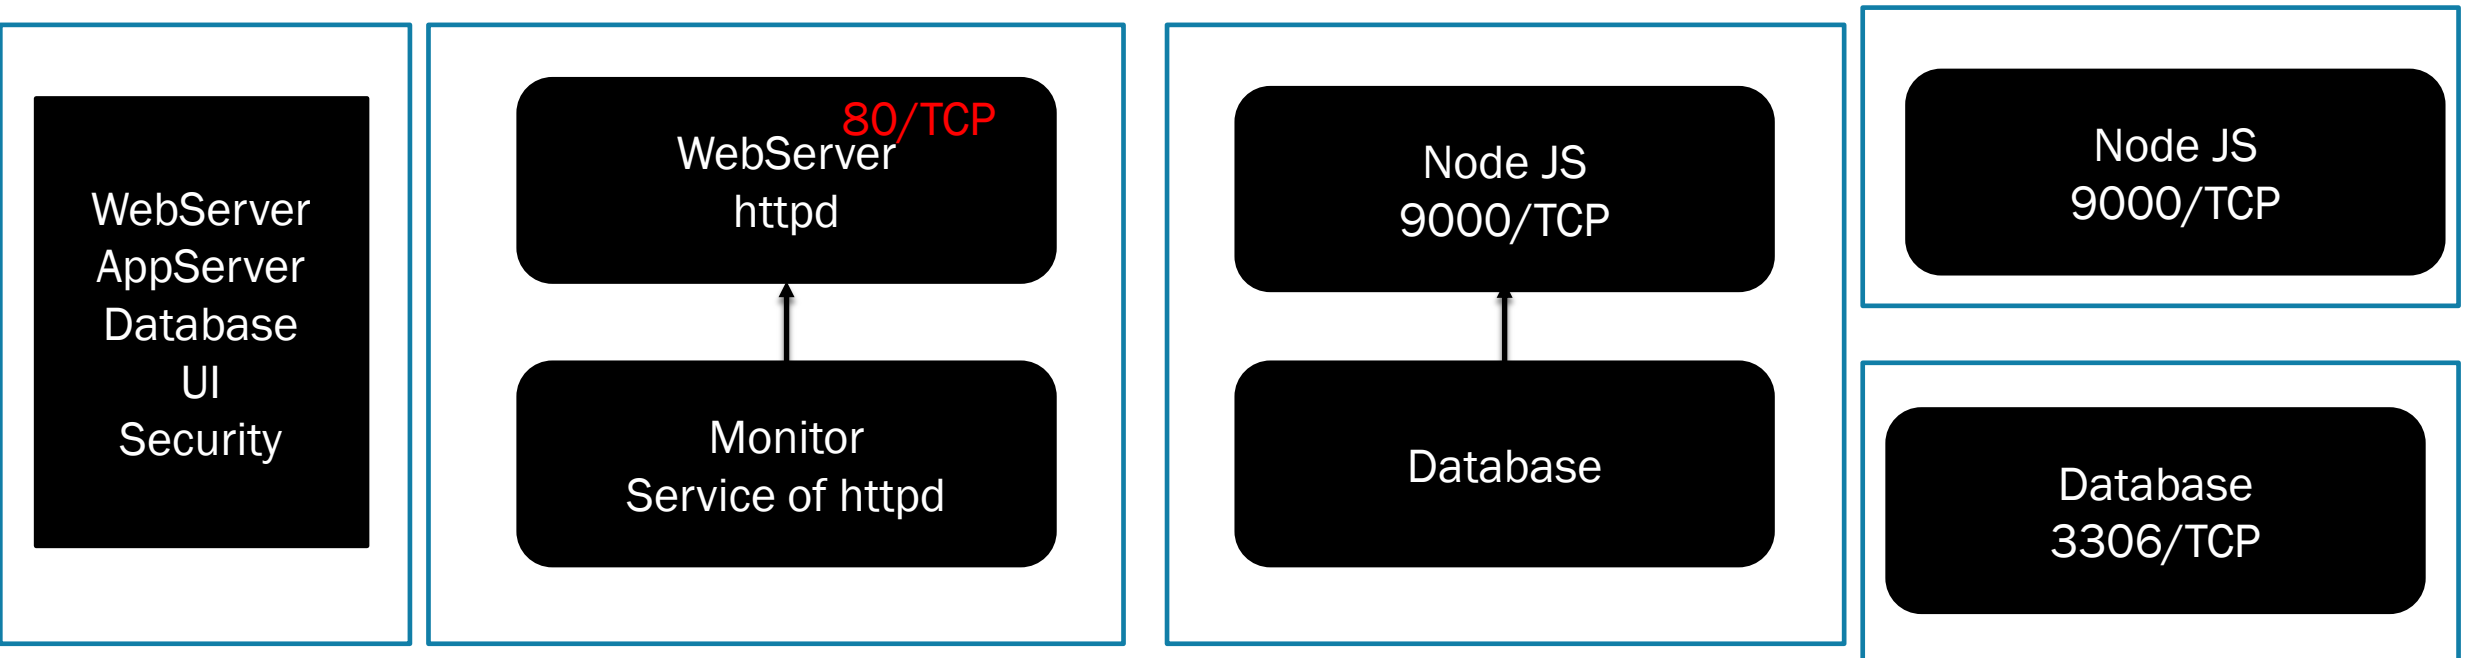 WebServer
AppServer
Database
UI
Security
80/TCP
WebServer
httpd
Monitor
Service of httpd
Node JS
9000/TCP
Database
Node JS
9000/TCP
Database
3306/TCP